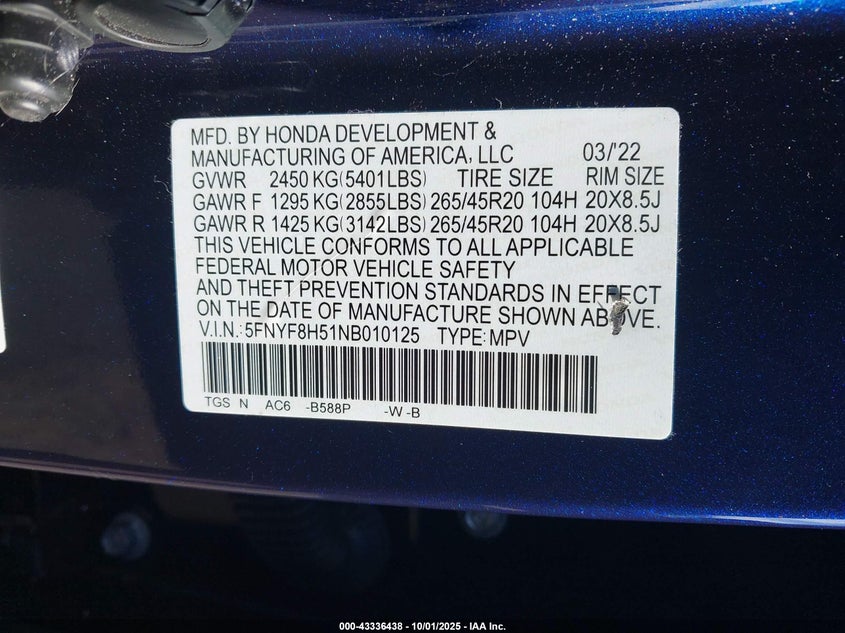 MFD. BY HONDA DEVELOPMENT &
MANUFACTURING OF AMERICA, LLC 03/'22
GVWR 2450 KG(5401LBS) TIRE SIZE RIM SIZE
GAWR F 1295 KG(2855LBS) 265/45R20 104H 20X8.5J
GAWR R 1425 KG(3142LBS) 265/45R20 104H 20X8.5J
THIS VEHICLE CONFORMS TO ALL APPLICABLE
FEDERAL MOTOR VEHICLE SAFETY
AND THEFT PREVENTION STANDARDS IN EFFECT
ON THE DATE OF MANUFACTURE SHOWN ABOVE.
V.I.N.: 5FNYF8H51NB010125 TYPE: MPV
TGS N AC6 -B588P -W -B
000-43336438 - 10/01/2025 - IAA Inc.